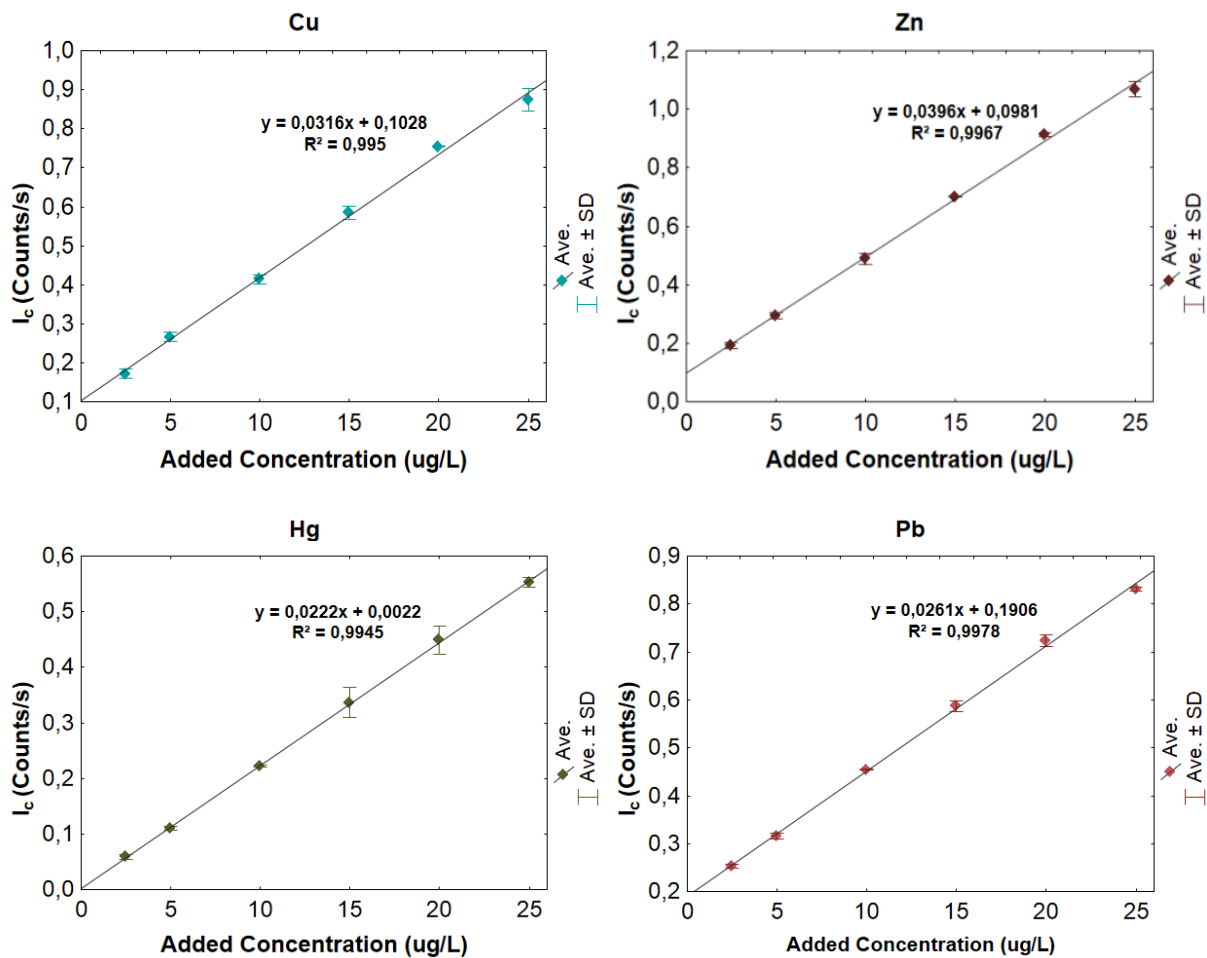 Cu
1,0
0,9
0,8
0,7
0,6
0,5
0,4
0,3
0,2
0,1
0 5 10 15 20 25
y = 0,0316x + 0,1028
R² = 0,995
Ic (Counts/s)
Added Concentration (ug/L)
Ave.
Ave. ± SD
Zn
1,2
1,0
0,8
0,6
0,4
0,2
0,0
0 5 10 15 20 25
y = 0,0396x + 0,0981
R² = 0,9967
Ic (Counts/s)
Added Concentration (ug/L)
Ave.
Ave. ± SD
Hg
0,6
0,5
0,4
0,3
0,2
0,1
0,0
0 5 10 15 20 25
y = 0,0222x + 0,0022
R² = 0,9945
Ic (Counts/s)
Added Concentration (ug/L)
Ave.
Ave. ± SD
Pb
0,9
0,8
0,7
0,6
0,5
0,4
0,3
0,2
0 5 10 15 20 25
y = 0,0261x + 0,1906
R² = 0,9978
Ic (Counts/s)
Added Concentration (ug/L)
Ave.
Ave. ± SD